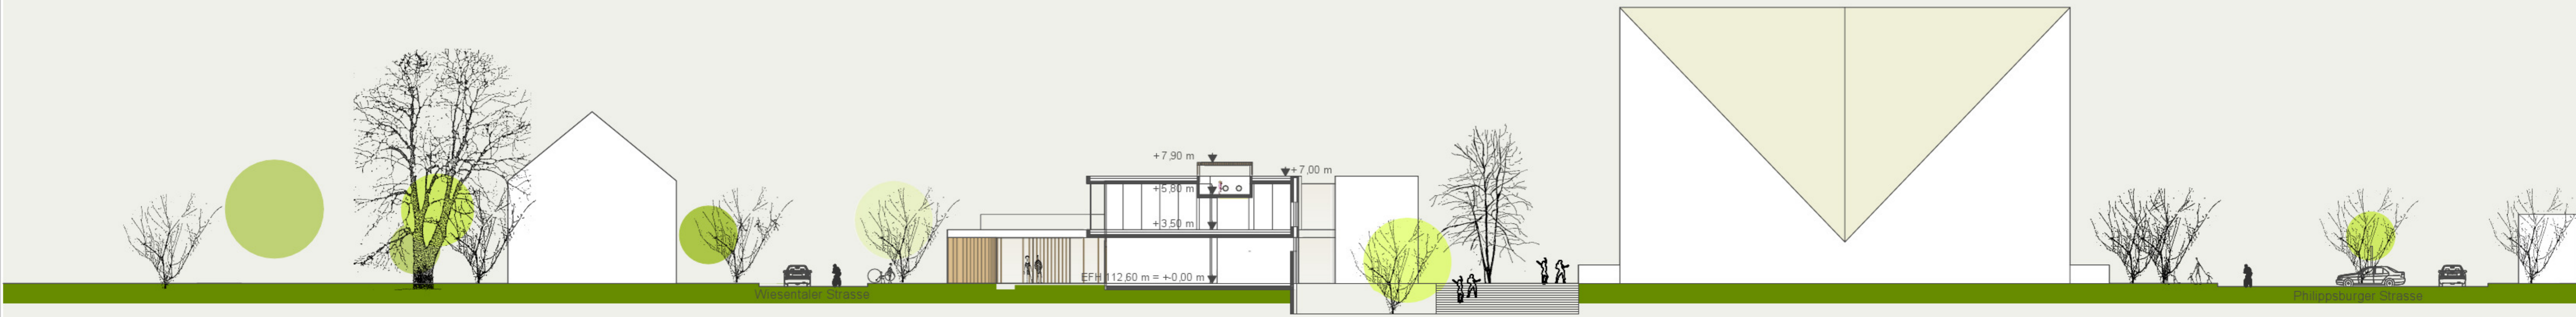 +7,90 m
+7,00 m
+5,80 m
+3,50 m
EFH 112,60 m = +-0,00 m
Wiesentaler Strasse
Philippsburger Strasse